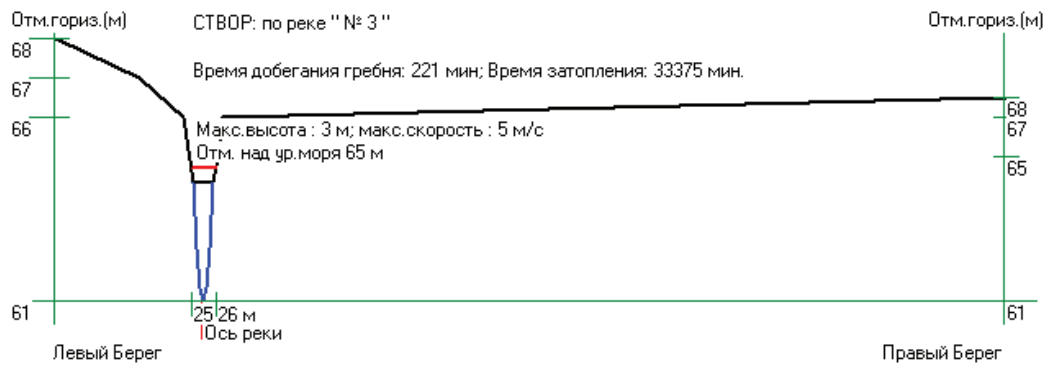 Отм.гориз.(м) СТВОР: по реке " № 3 " Отм.гориз.(м)
68
Время добегания гребня: 221 мин; Время затопления: 33375 мин.
67
68
66 Макс.высота : 3 м; макс.скорость : 5 м/с 67
Отм. над ур.моря 65 м
65
61 25 26 м 61
Ось реки
Левый Берег Правый Берег